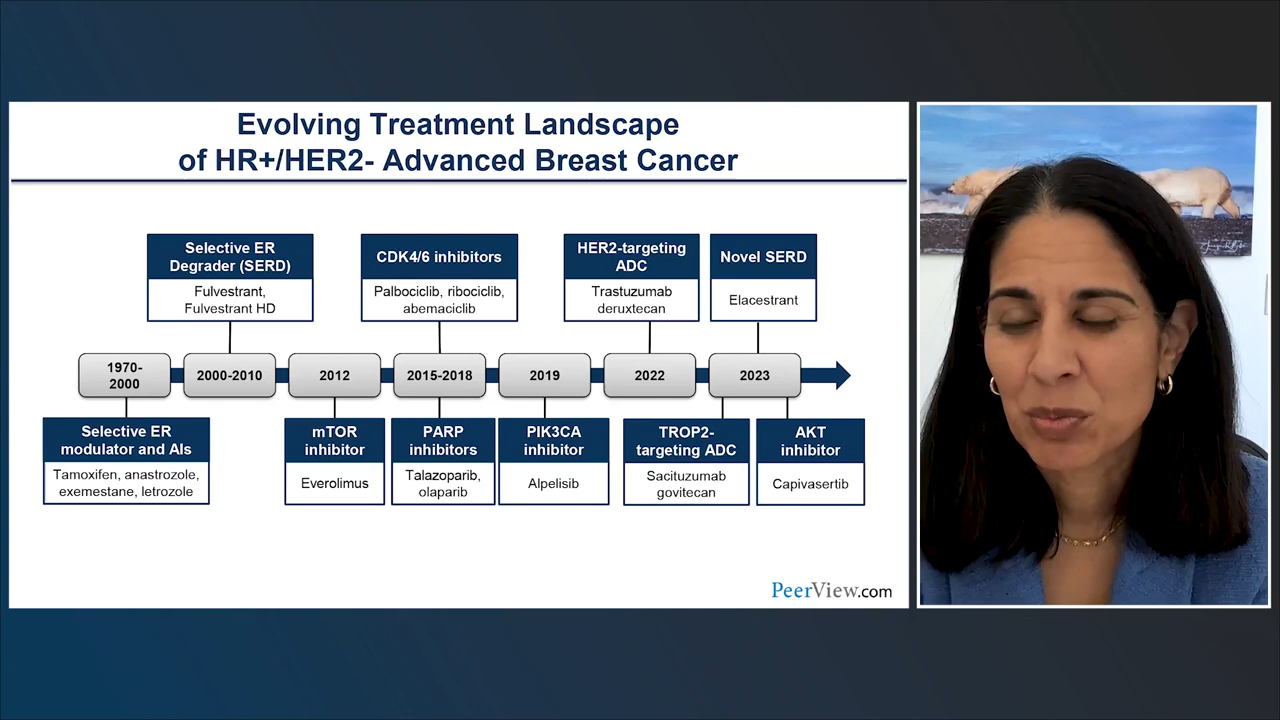 Evolving Treatment Landscape
of HR+/HER2- Advanced Breast Cancer
Selective ER
Degrader (SERD)
Fulvestrant,
Fulvestrant HD
CDK4/6 inhibitors
Palbociclib, ribociclib,
abemaciclib
HER2-targeting
ADC
Trastuzumab
deruxtecan
Novel SERD
Elacestrant
1970-
2000
2000-2010
2012
2015-2018
2019
2022
2023
Selective ER
modulator and AIs
Tamoxifen, anastrozole,
exemestane, letrozole
mTOR
inhibitor
Everolimus
PARP
inhibitors
Talazoparib,
olaparib
PIK3CA
inhibitor
Alpelisib
TROP2-
targeting ADC
Sacituzumab
govitecan
AKT
inhibitor
Capivasertib
PeerView.com